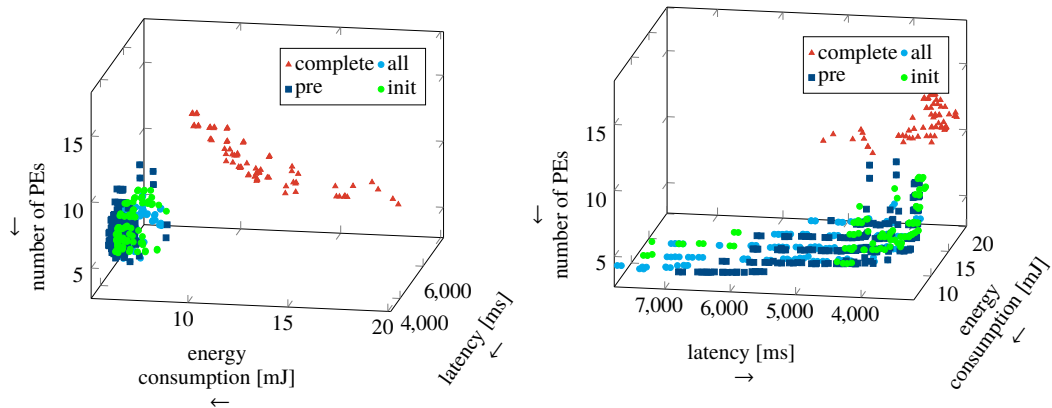 complete all
pre init
15
10
5
number of PEs
←
10
15
20
energy
consumption [mJ]
←
6,000
4,000
latency [ms]
←
complete all
pre init
15
10
5
number of PEs
←
7,000
6,000
5,000
4,000
latency [ms]
→
20
15
10
energy
consumption [mJ]
←